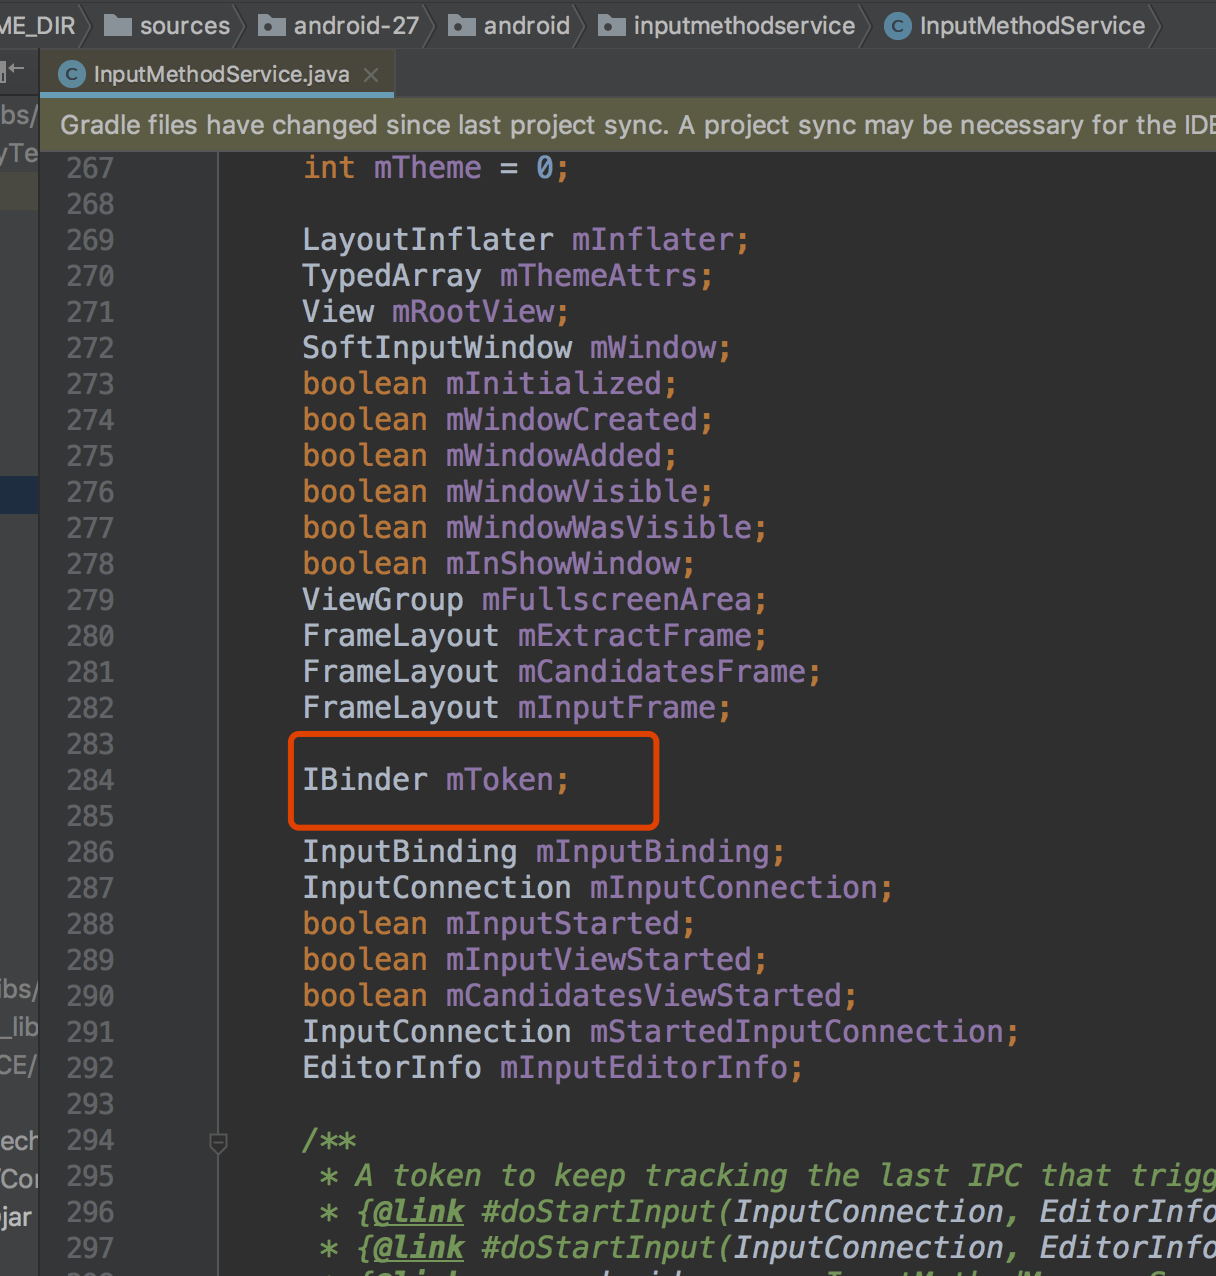 ME_DIR sources android-27 android inputmethodservice InputMethodService
InputMethodService.java
Gradle files have changed since last project sync. A project sync may be necessary for the IDE
bs/
yTe
267 int mTheme = 0;
268
269 LayoutInflater mInflater;
270 TypedArray mThemeAttrs;
271 View mRootView;
272 SoftInputWindow mWindow;
273 boolean mInitialized;
274 boolean mWindowCreated;
275 boolean mWindowAdded;
276 boolean mWindowVisible;
277 boolean mWindowWasVisible;
278 boolean mInShowWindow;
279 ViewGroup mFullscreenArea;
280 FrameLayout mExtractFrame;
281 FrameLayout mCandidatesFrame;
282 FrameLayout mInputFrame;
283
284 IBinder mToken;
285
286 InputBinding mInputBinding;
287 InputConnection mInputConnection;
288 boolean mInputStarted;
289 boolean mInputViewStarted;
290 boolean mCandidatesViewStarted;
291 InputConnection mStartedInputConnection;
292 EditorInfo mInputEditorInfo;
293
294 /**
295 * A token to keep tracking the last IPC that trigg
296 * {@link #doStartInput(InputConnection, EditorInfo
297 * {@link #doStartInput(InputConnection, EditorInfo
ibs/
_lib
CE/
ech
Cor
jar